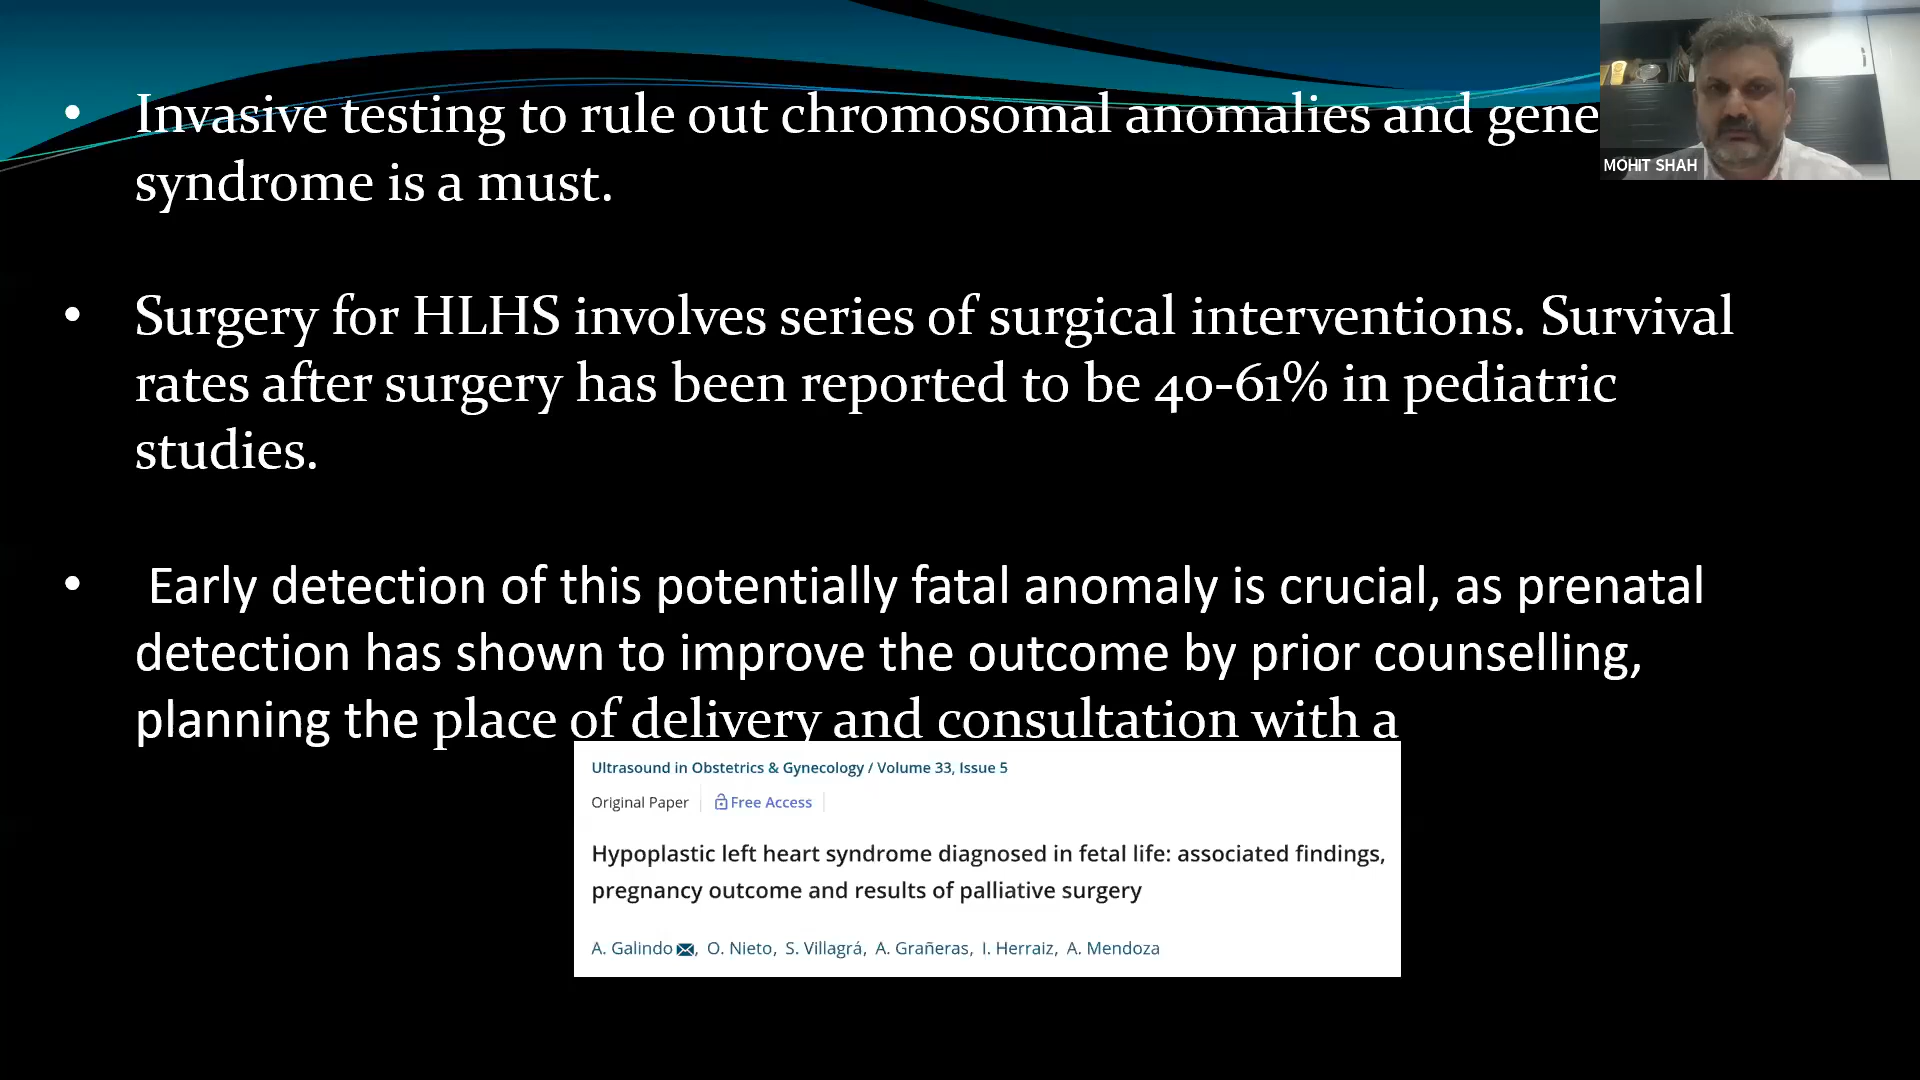 • Invasive testing to rule out chromosomal anomalies and gene
syndrome is a must.
• Surgery for HLHS involves series of surgical interventions. Survival
rates after surgery has been reported to be 40-61% in pediatric
studies.
• Early detection of this potentially fatal anomaly is crucial, as prenatal
detection has shown to improve the outcome by prior counselling,
planning the place of delivery and consultation with a
MOHIT SHAH
Ultrasound in Obstetrics & Gynecology / Volume 33, Issue 5
Original Paper Free Access
Hypoplastic left heart syndrome diagnosed in fetal life: associated findings,
pregnancy outcome and results of palliative surgery
A. Galindo, O. Nieto, S. Villagrá, A. Grañeras, I. Herraiz, A. Mendoza